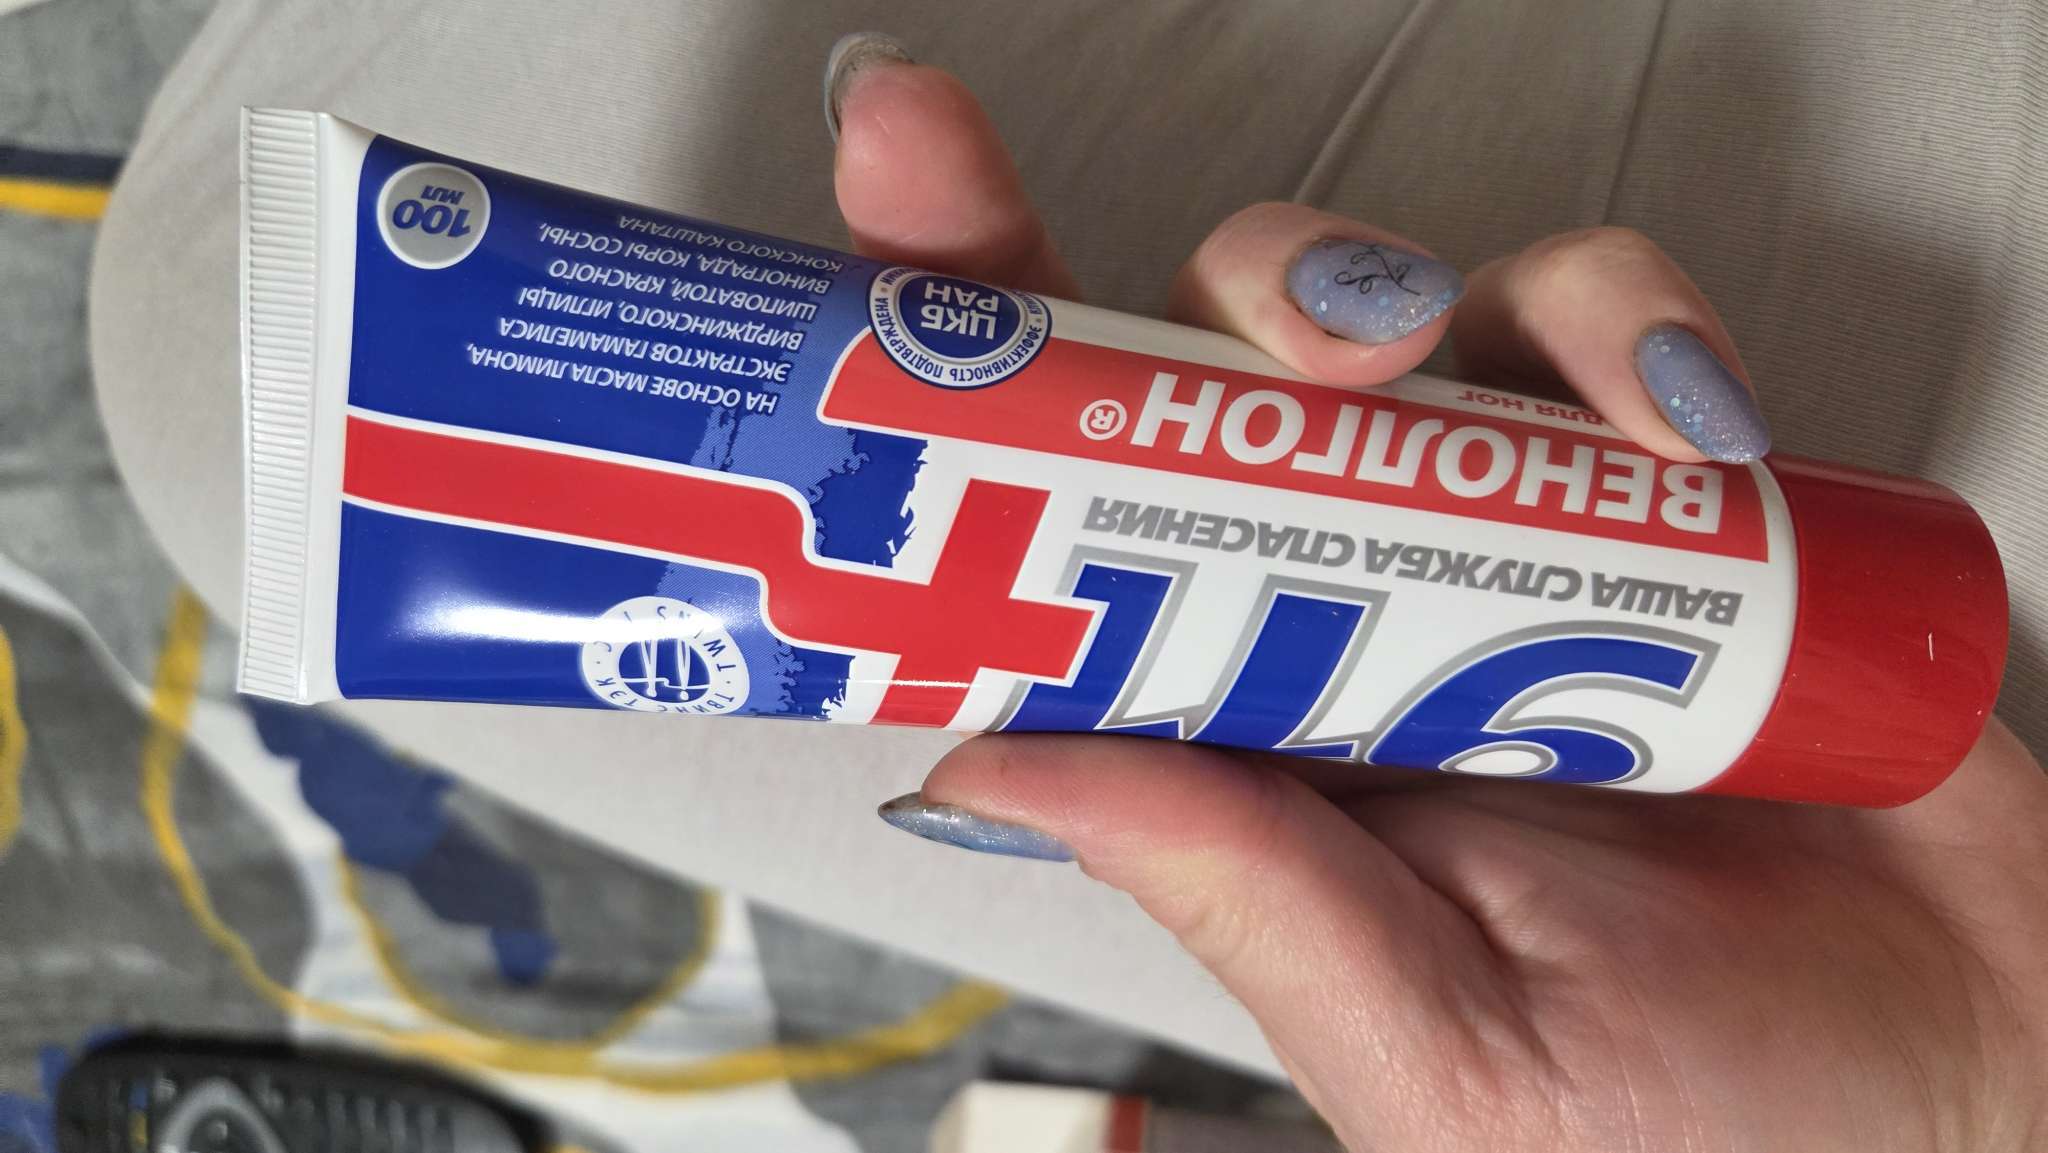 911
ВАША СЛУЖБА СПАСЕНИЯ
ВЕНОЛГОН®
ДЛЯ НОГ
ЭФФЕКТИВНОСТЬ ПОДТВЕРЖДЕНА
ЦКБ
РАН
ТВИНС ТЭК
TWINS
НА ОСНОВЕ МАСЛА ЛИМОНА,
ЭКСТРАКТОВ ГАМАМЕЛИСА
ВИРДЖИНСКОГО, ИГЛИЦЫ
ШИПОВАТОЙ, КРАСНОГО
ВИНОГРАДА, КОРЫ СОСНЫ,
КОНСКОГО КАШТАНА
100
МЛ